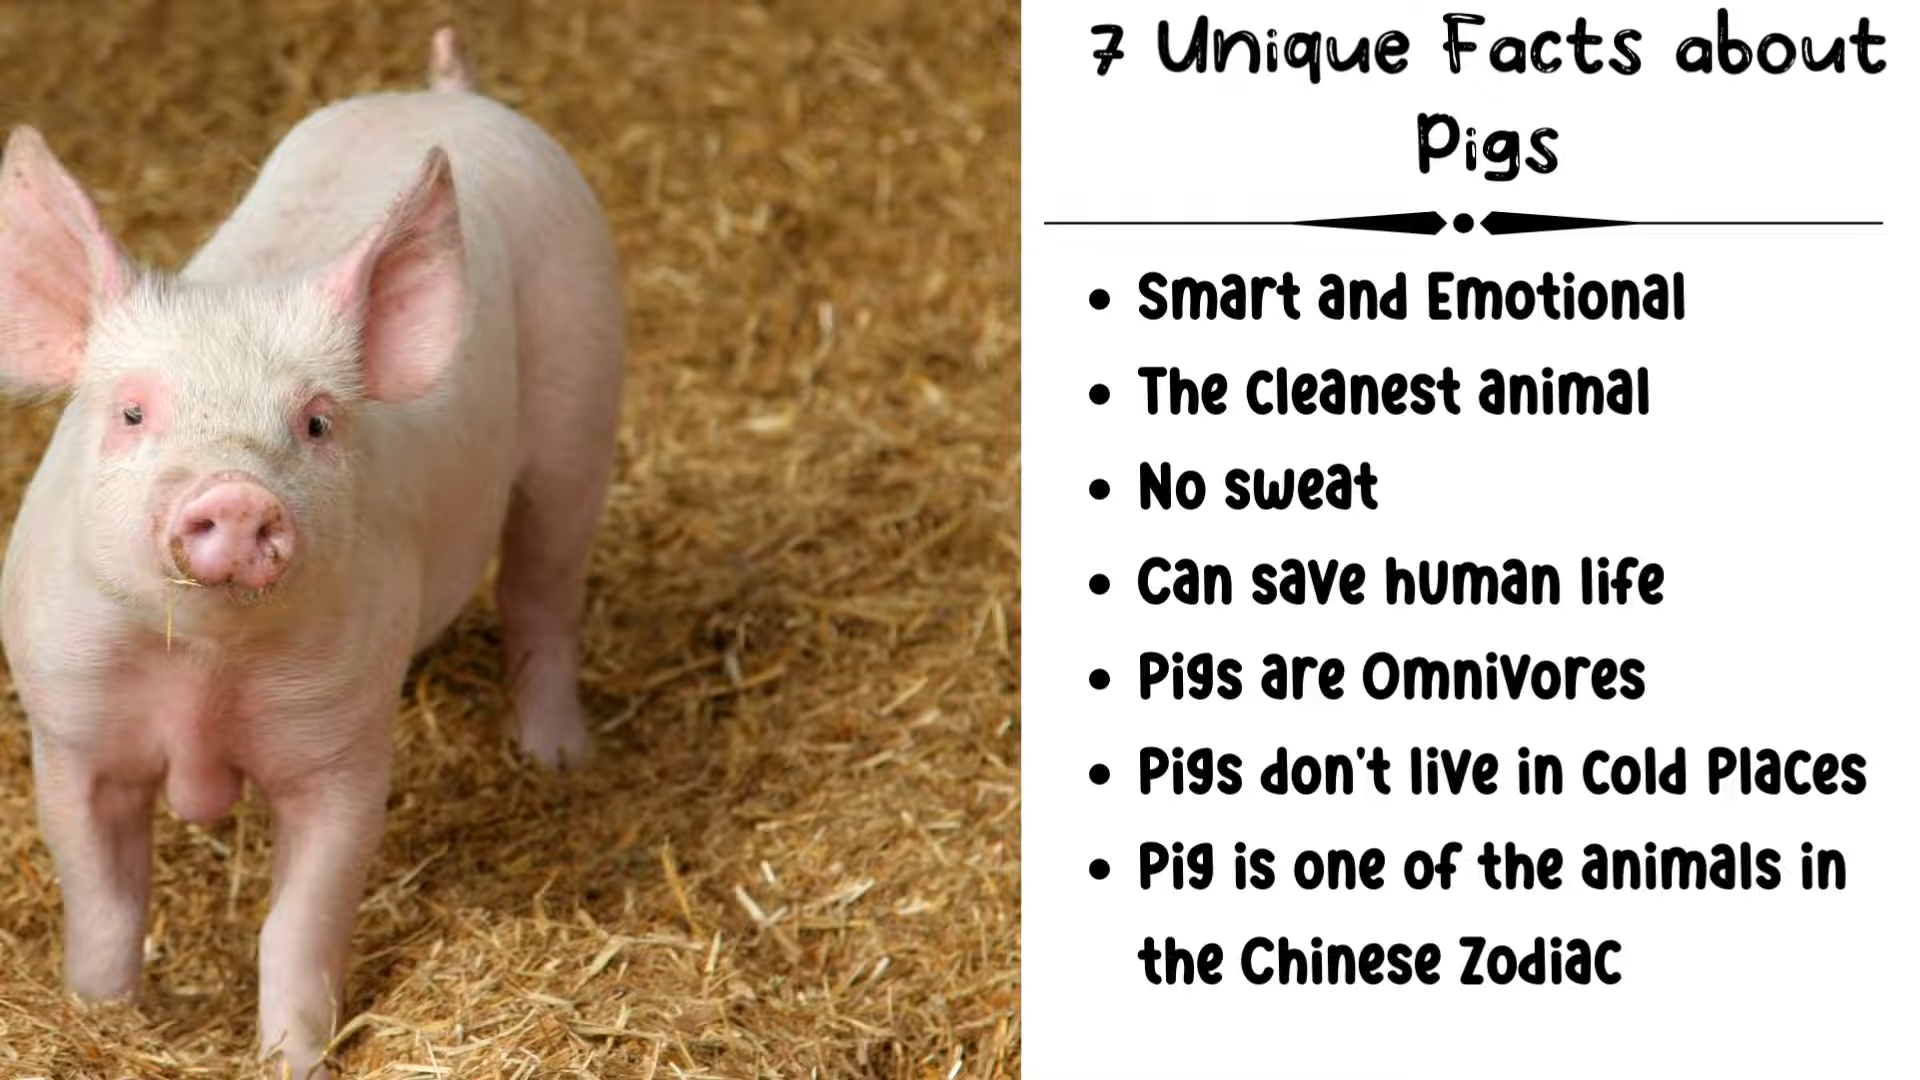 7 Unique Facts about
Pigs
• Smart and Emotional
• The cleanest animal
• No sweat
• Can save human life
• Pigs are Omnivores
• Pigs don't live in cold Places
• Pig is one of the animals in
the Chinese Zodiac